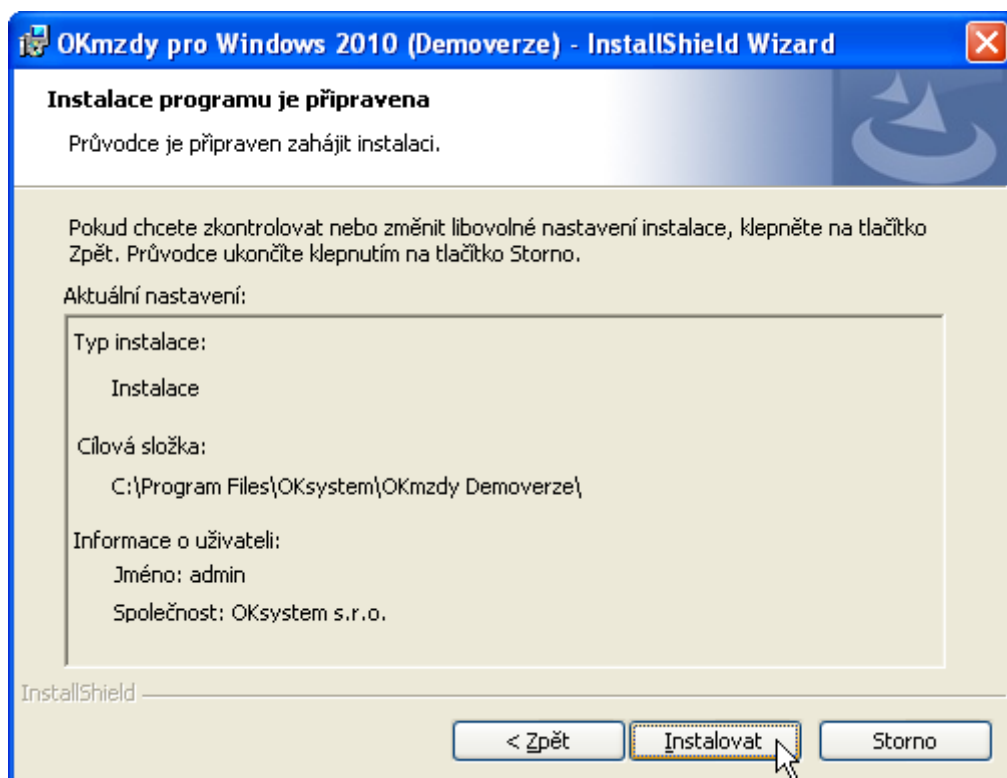 OKmzdy pro Windows 2010 (Demoverze) - InstallShield Wizard
Instalace programu je připravena
Průvodce je připraven zahájit instalaci.
Pokud chcete zkontrolovat nebo změnit libovolné nastavení instalace, klepněte na tlačítko
Zpět. Průvodce ukončíte klepnutím na tlačítko Storno.
Aktuální nastavení:
Typ instalace:
Instalace
Cílová složka:
C:\Program Files\OKsystem\OKmzdy Demoverze\
Informace o uživateli:
Jméno: admin
Společnost: OKsystem s.r.o.
InstallShield
< Zpět
Instalovat
Storno